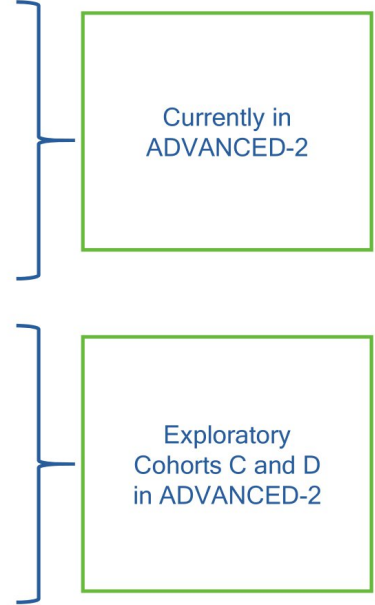 Currently in
ADVANCED-2
Exploratory
Cohorts C and D
in ADVANCED-2